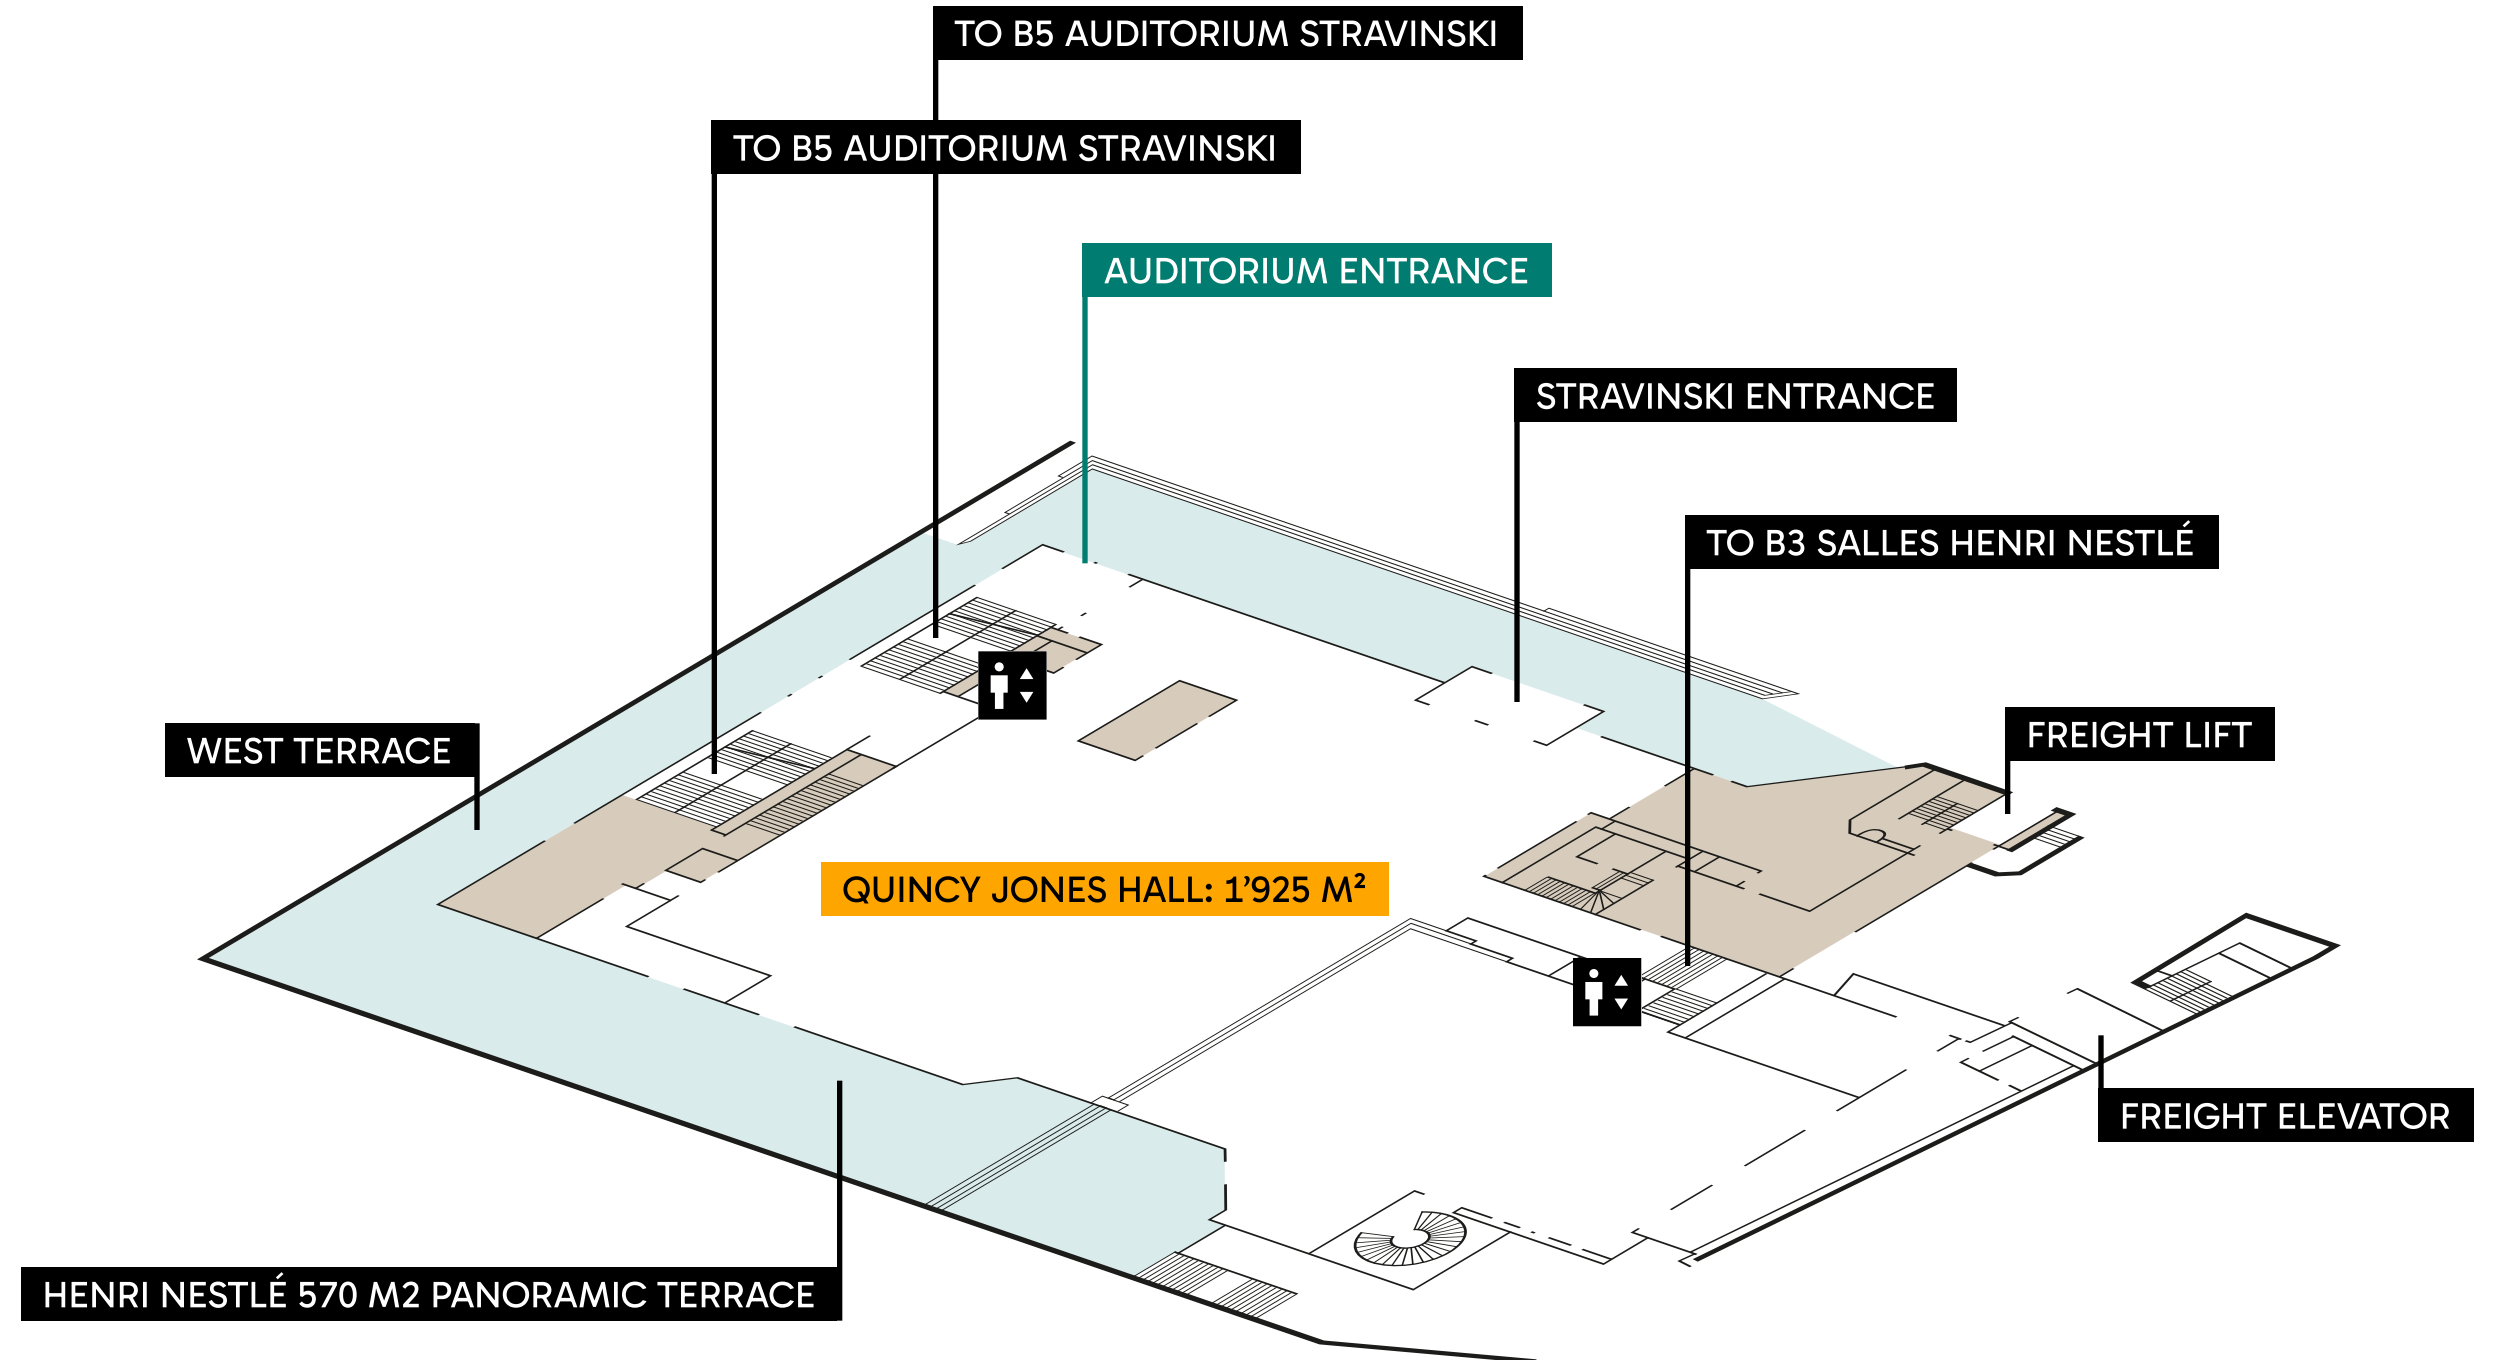 TO B5 AUDITORIUM STRAVINSKI
TO B5 AUDITORIUM STRAVINSKI
AUDITORIUM ENTRANCE
STRAVINSKI ENTRANCE
TO B3 SALLES HENRI NESTLÉ
FREIGHT LIFT
WEST TERRACE
QUINCY JONES HALL: 1’925 M²
FREIGHT ELEVATOR
HENRI NESTLÉ 570 M2 PANORAMIC TERRACE